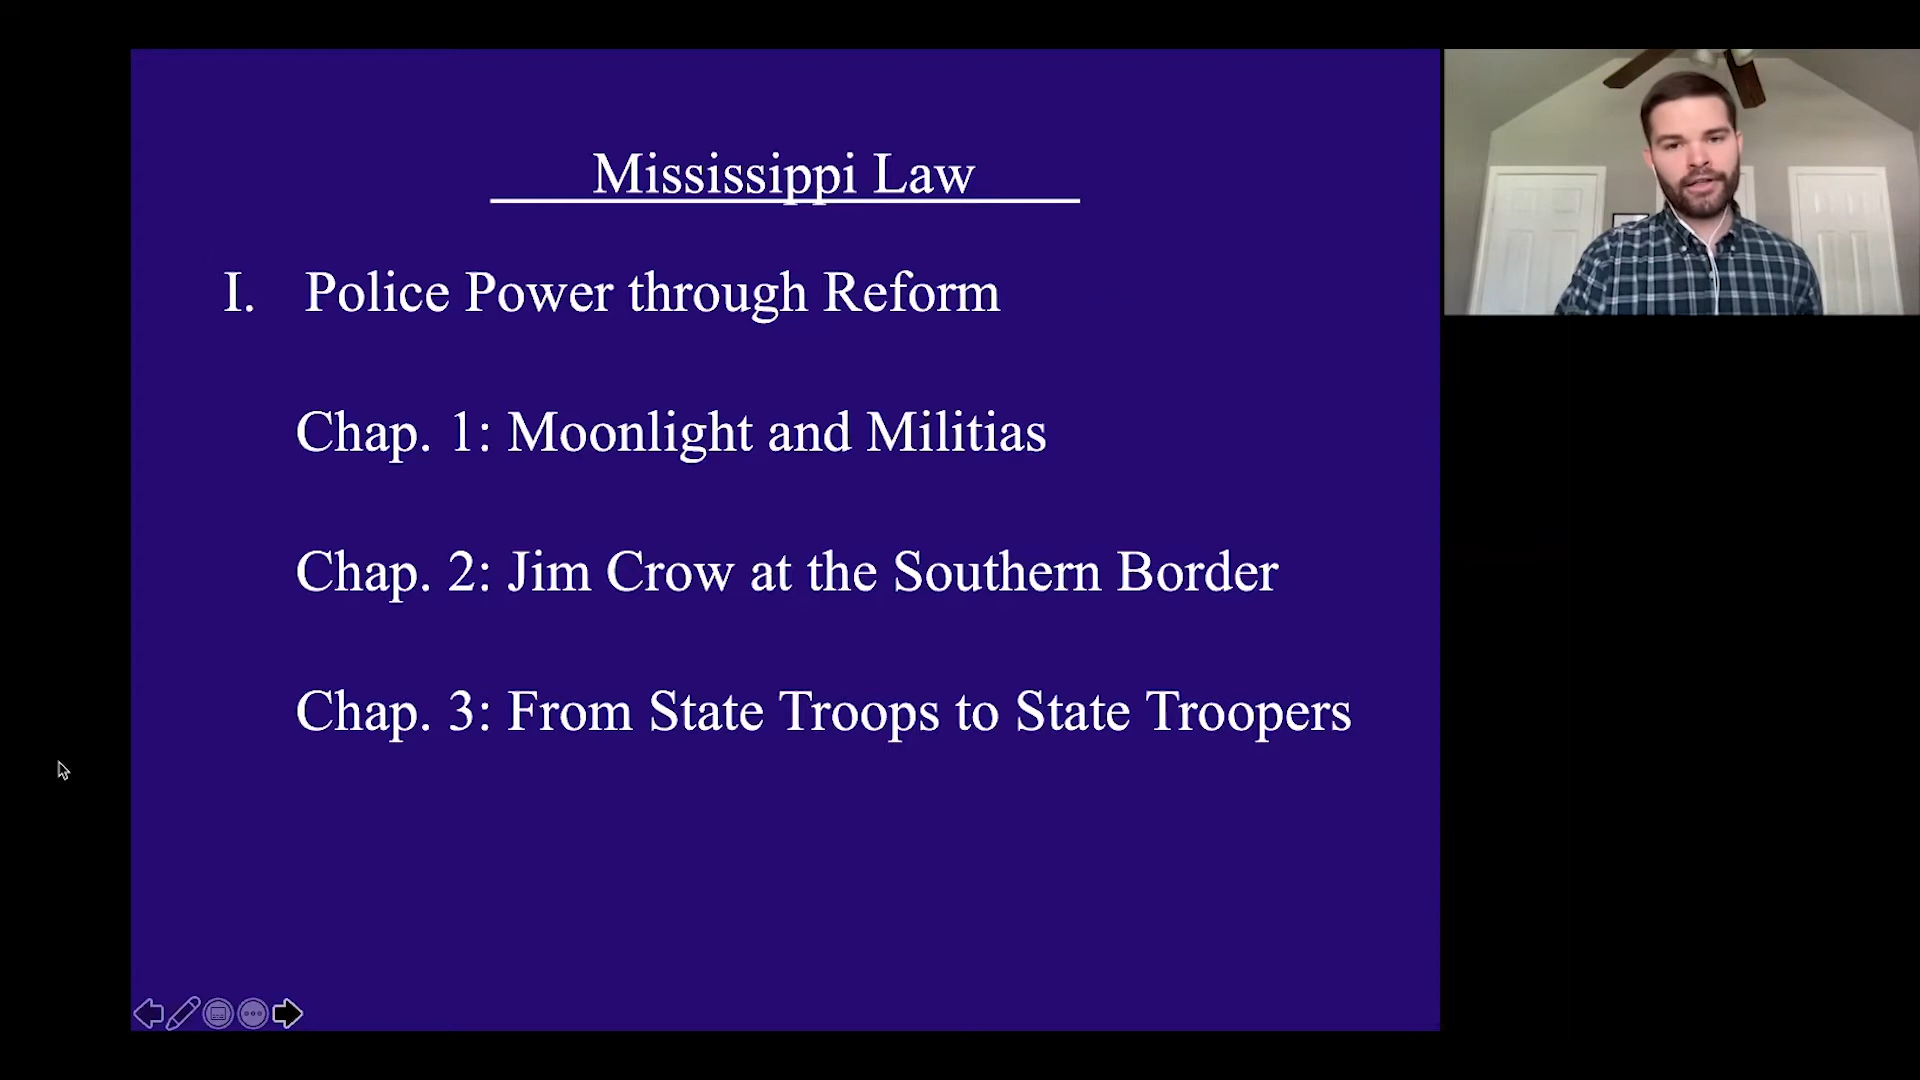 Mississippi Law
I. Police Power through Reform
Chap. 1: Moonlight and Militias
Chap. 2: Jim Crow at the Southern Border
Chap. 3: From State Troops to State Troopers